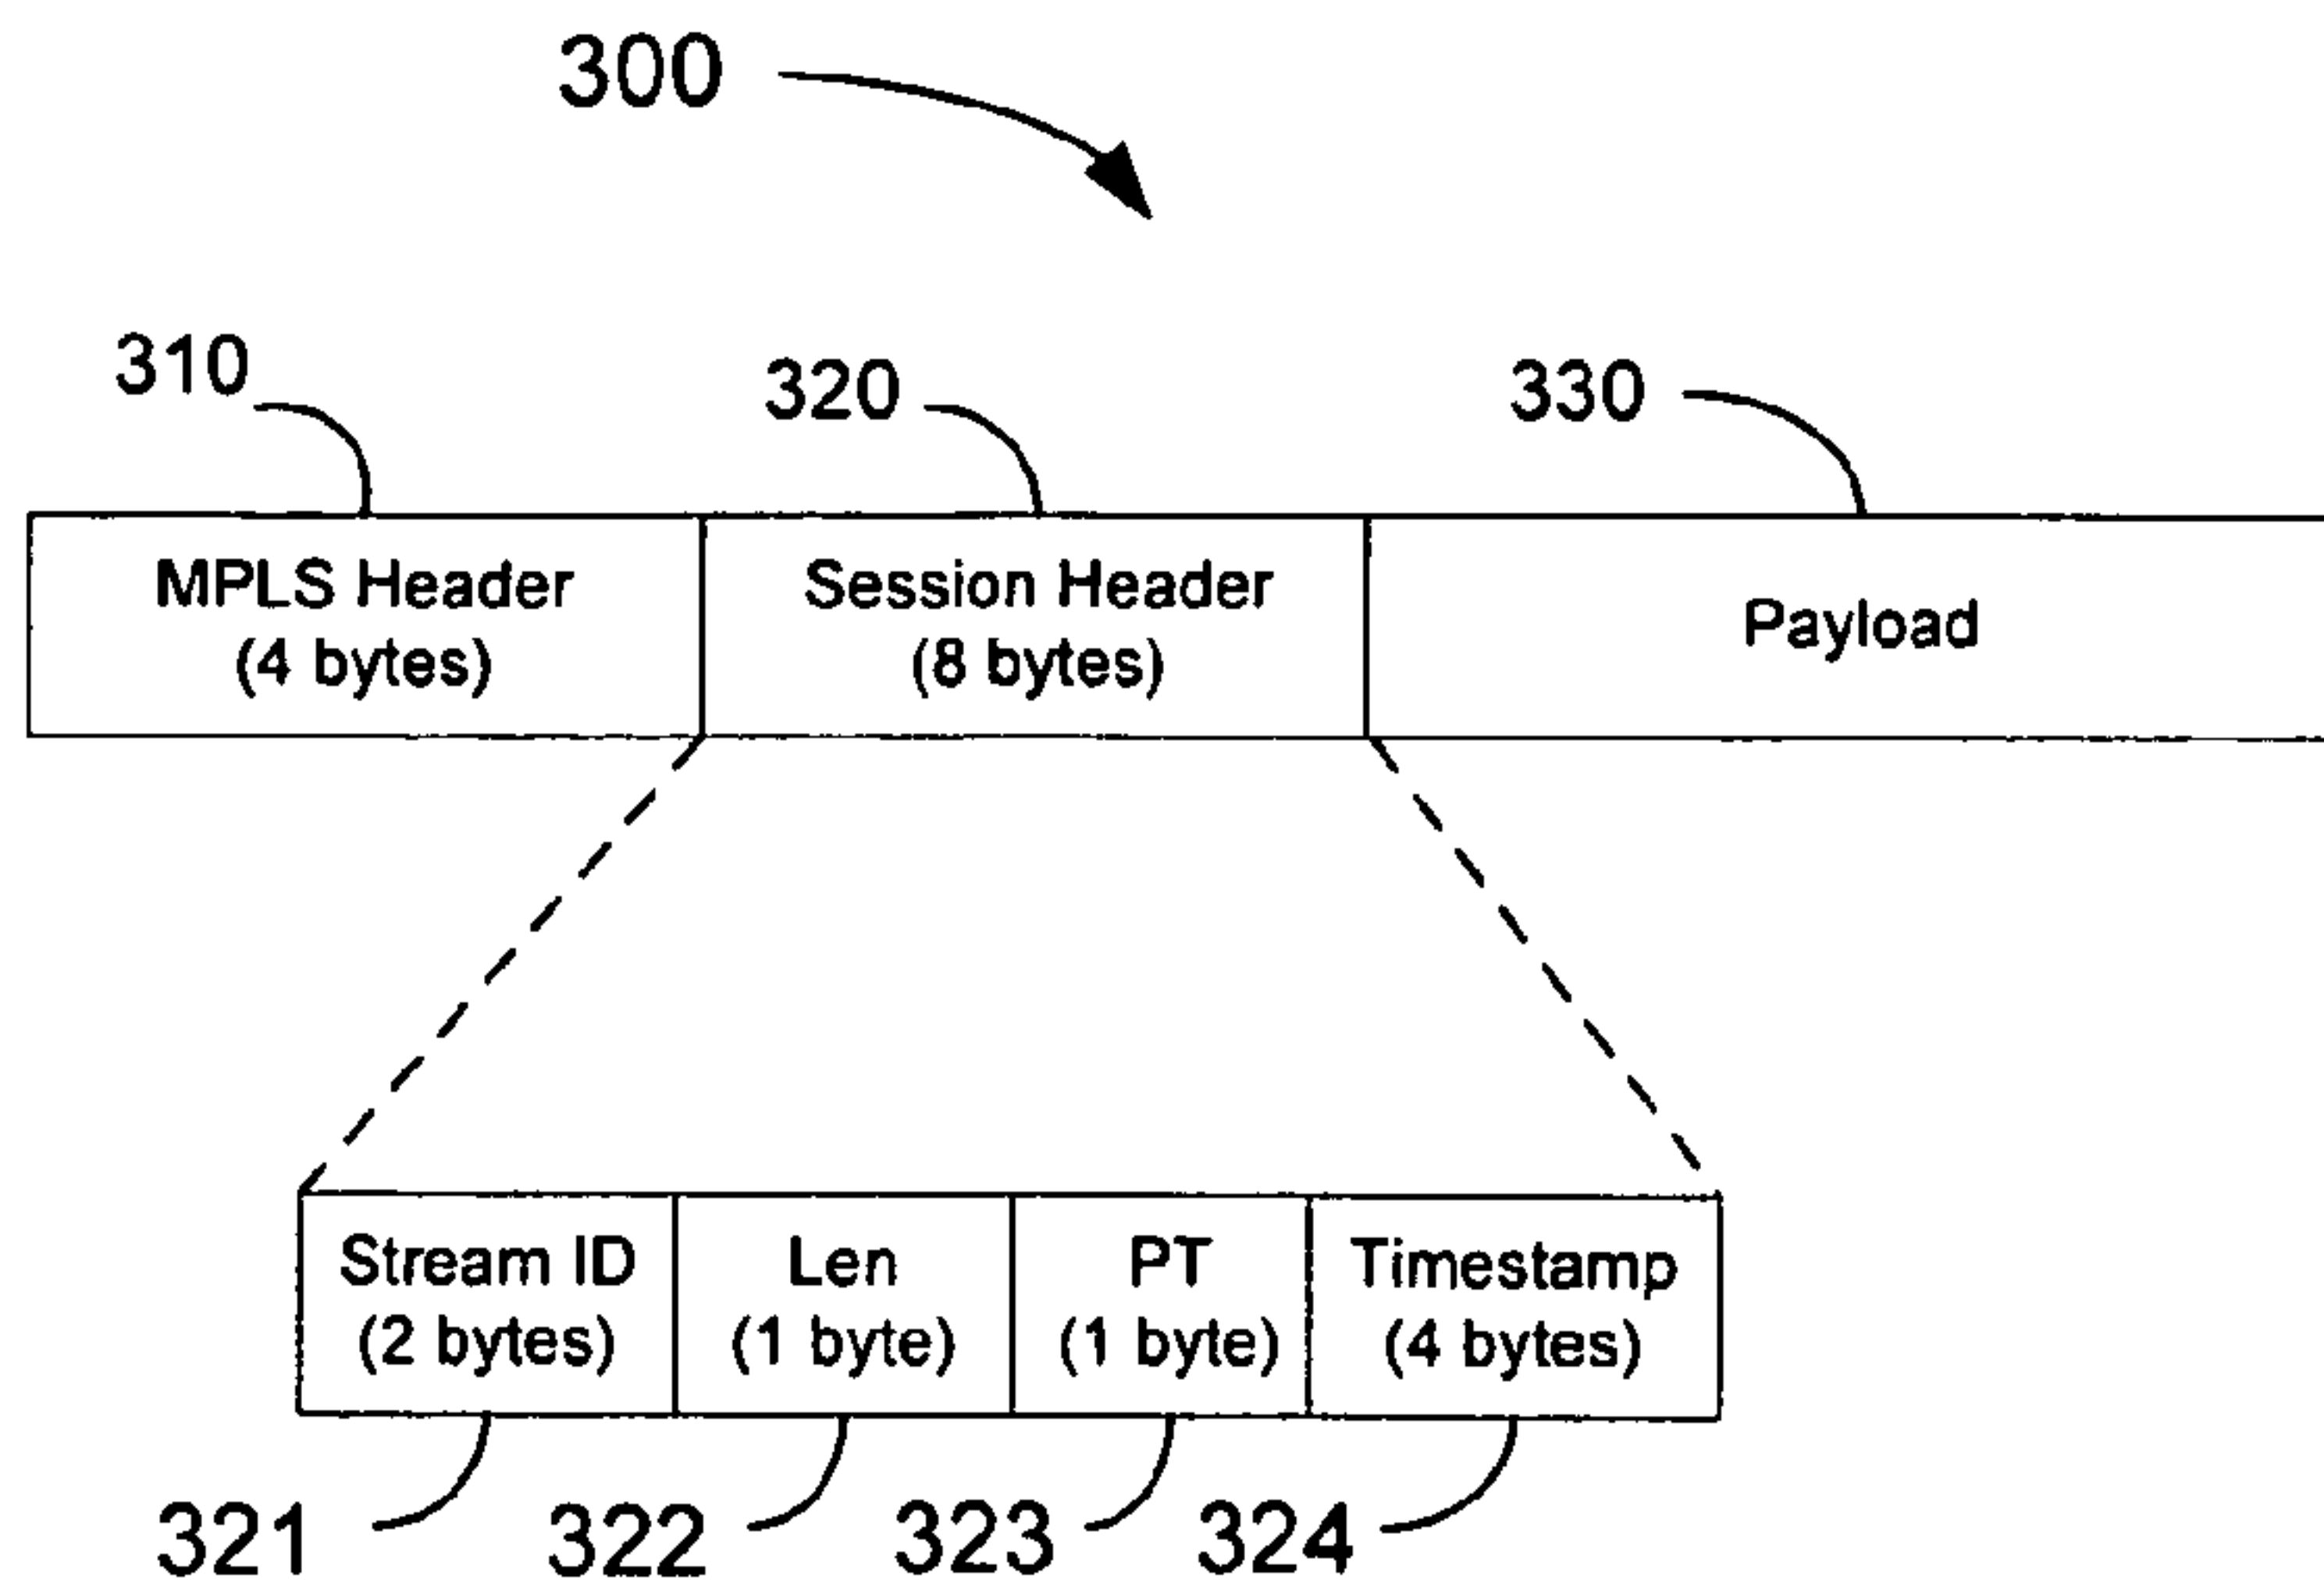 300
310
320
330
MPLS Header
(4 bytes)
Session Header
(8 bytes)
Payload
Stream ID
(2 bytes)
Len
(1 byte)
PT
(1 byte)
Timestamp
(4 bytes)
321
322
323
324